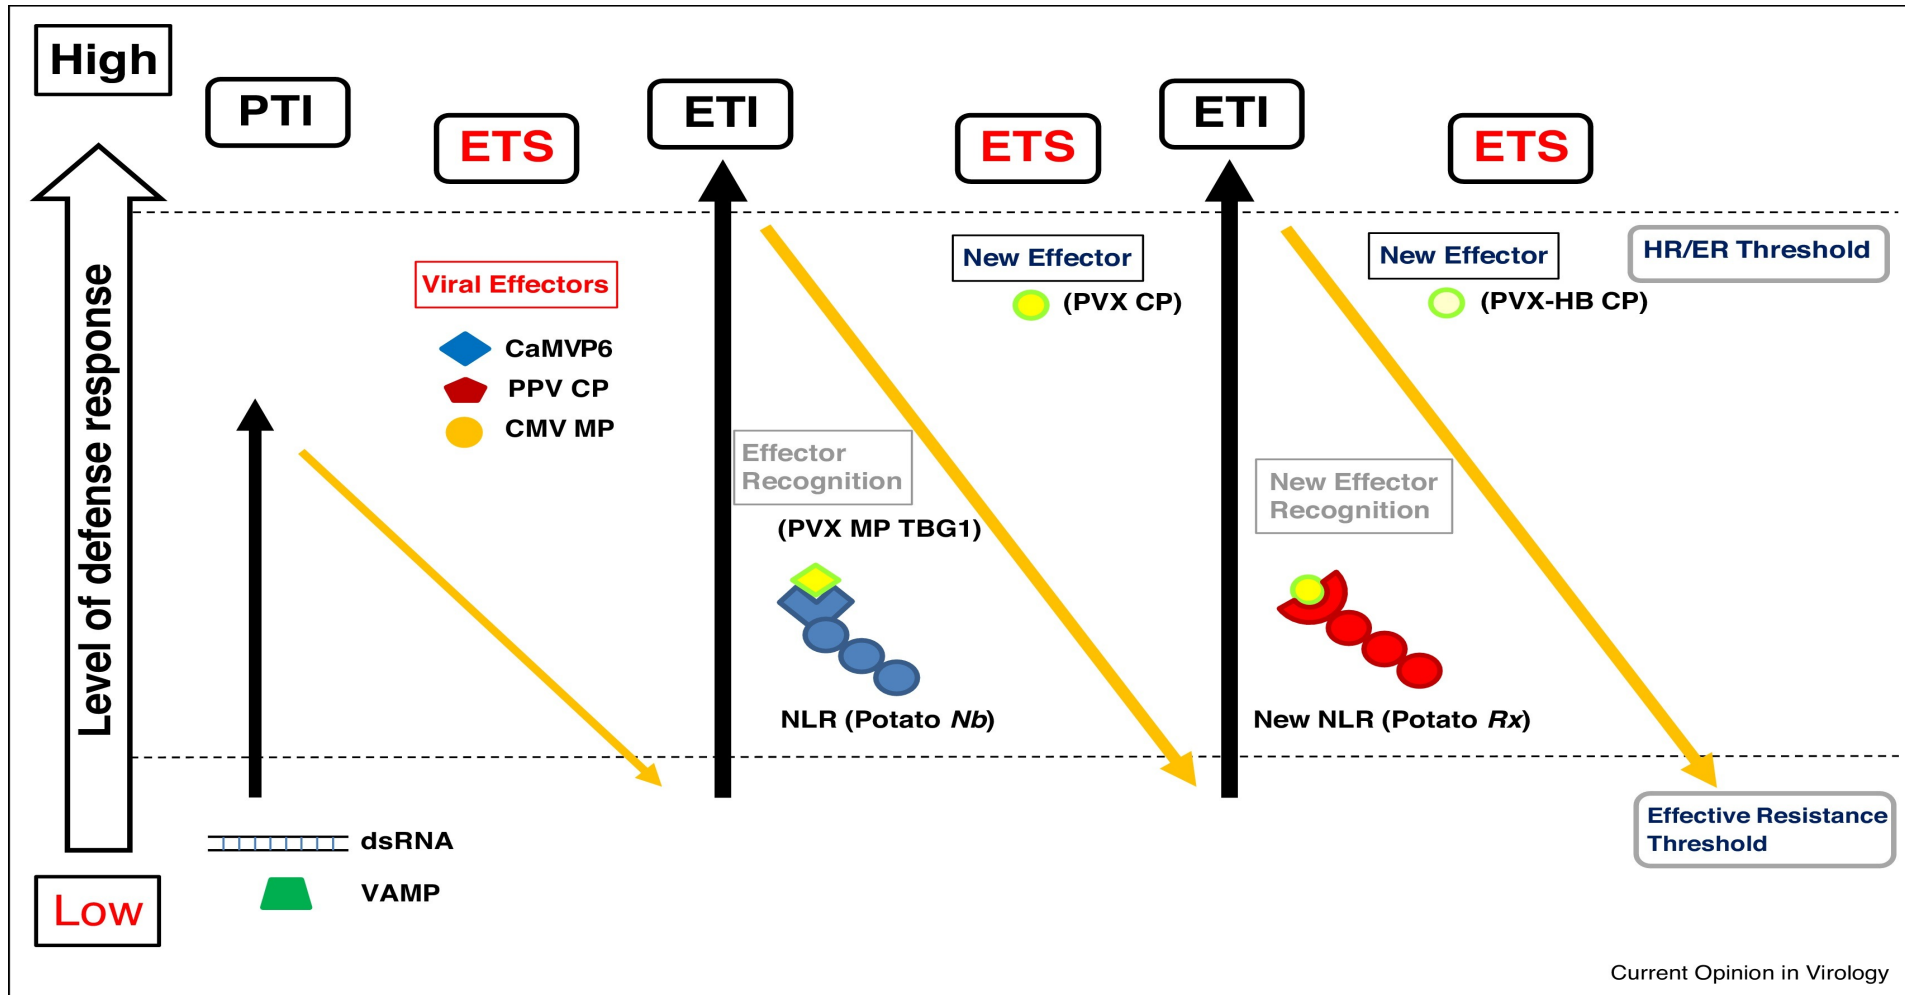 High
PTI
ETS
ETI
ETS
ETI
ETS
Level of defense response
Viral Effectors
CaMVP6
PPV CP
CMV MP
New Effector
(PVX CP)
New Effector
(PVX-HB CP)
HR/ER Threshold
Effector
Recognition
(PVX MP TBG1)
NLR (Potato Nb)
New Effector
Recognition
New NLR (Potato Rx)
Effective Resistance
Threshold
dsRNA
VAMP
Low
Current Opinion in Virology